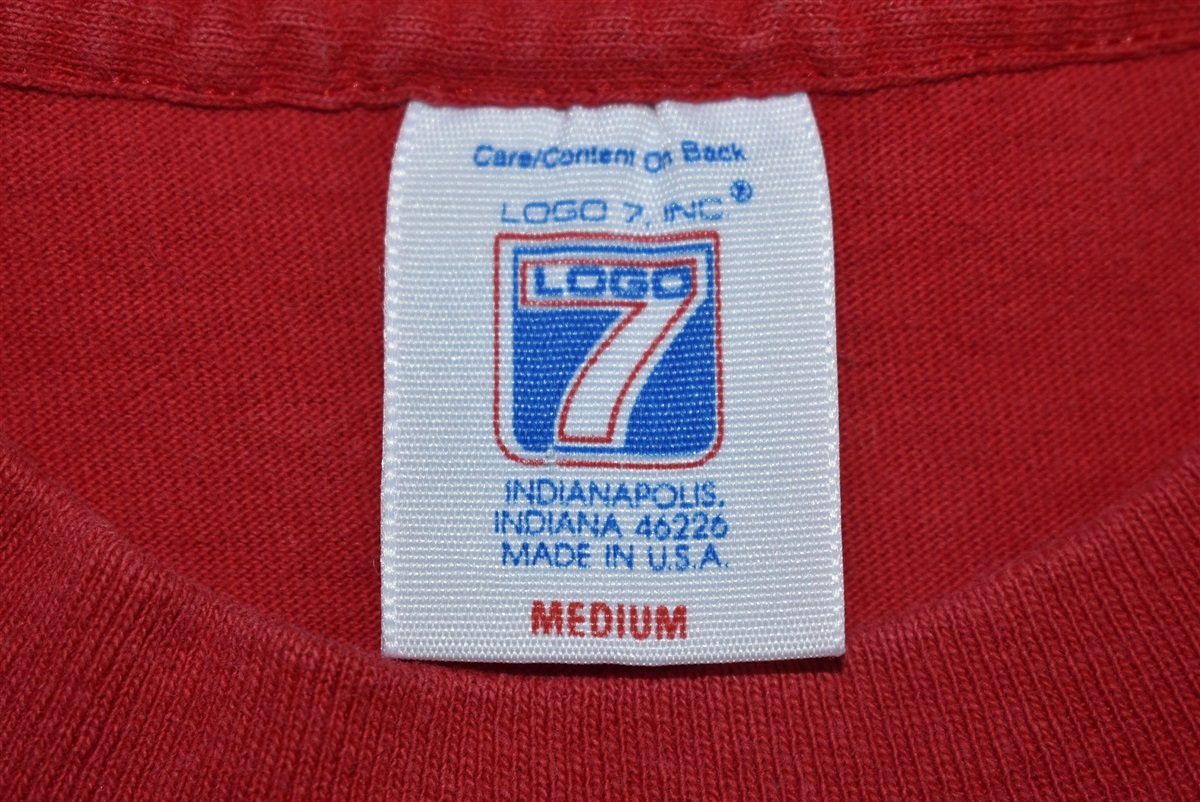 Care/Content On Back
LOGO 7, INC.®
LOGO
7
INDIANAPOLIS,
INDIANA 46226
MADE IN U.S.A.
MEDIUM